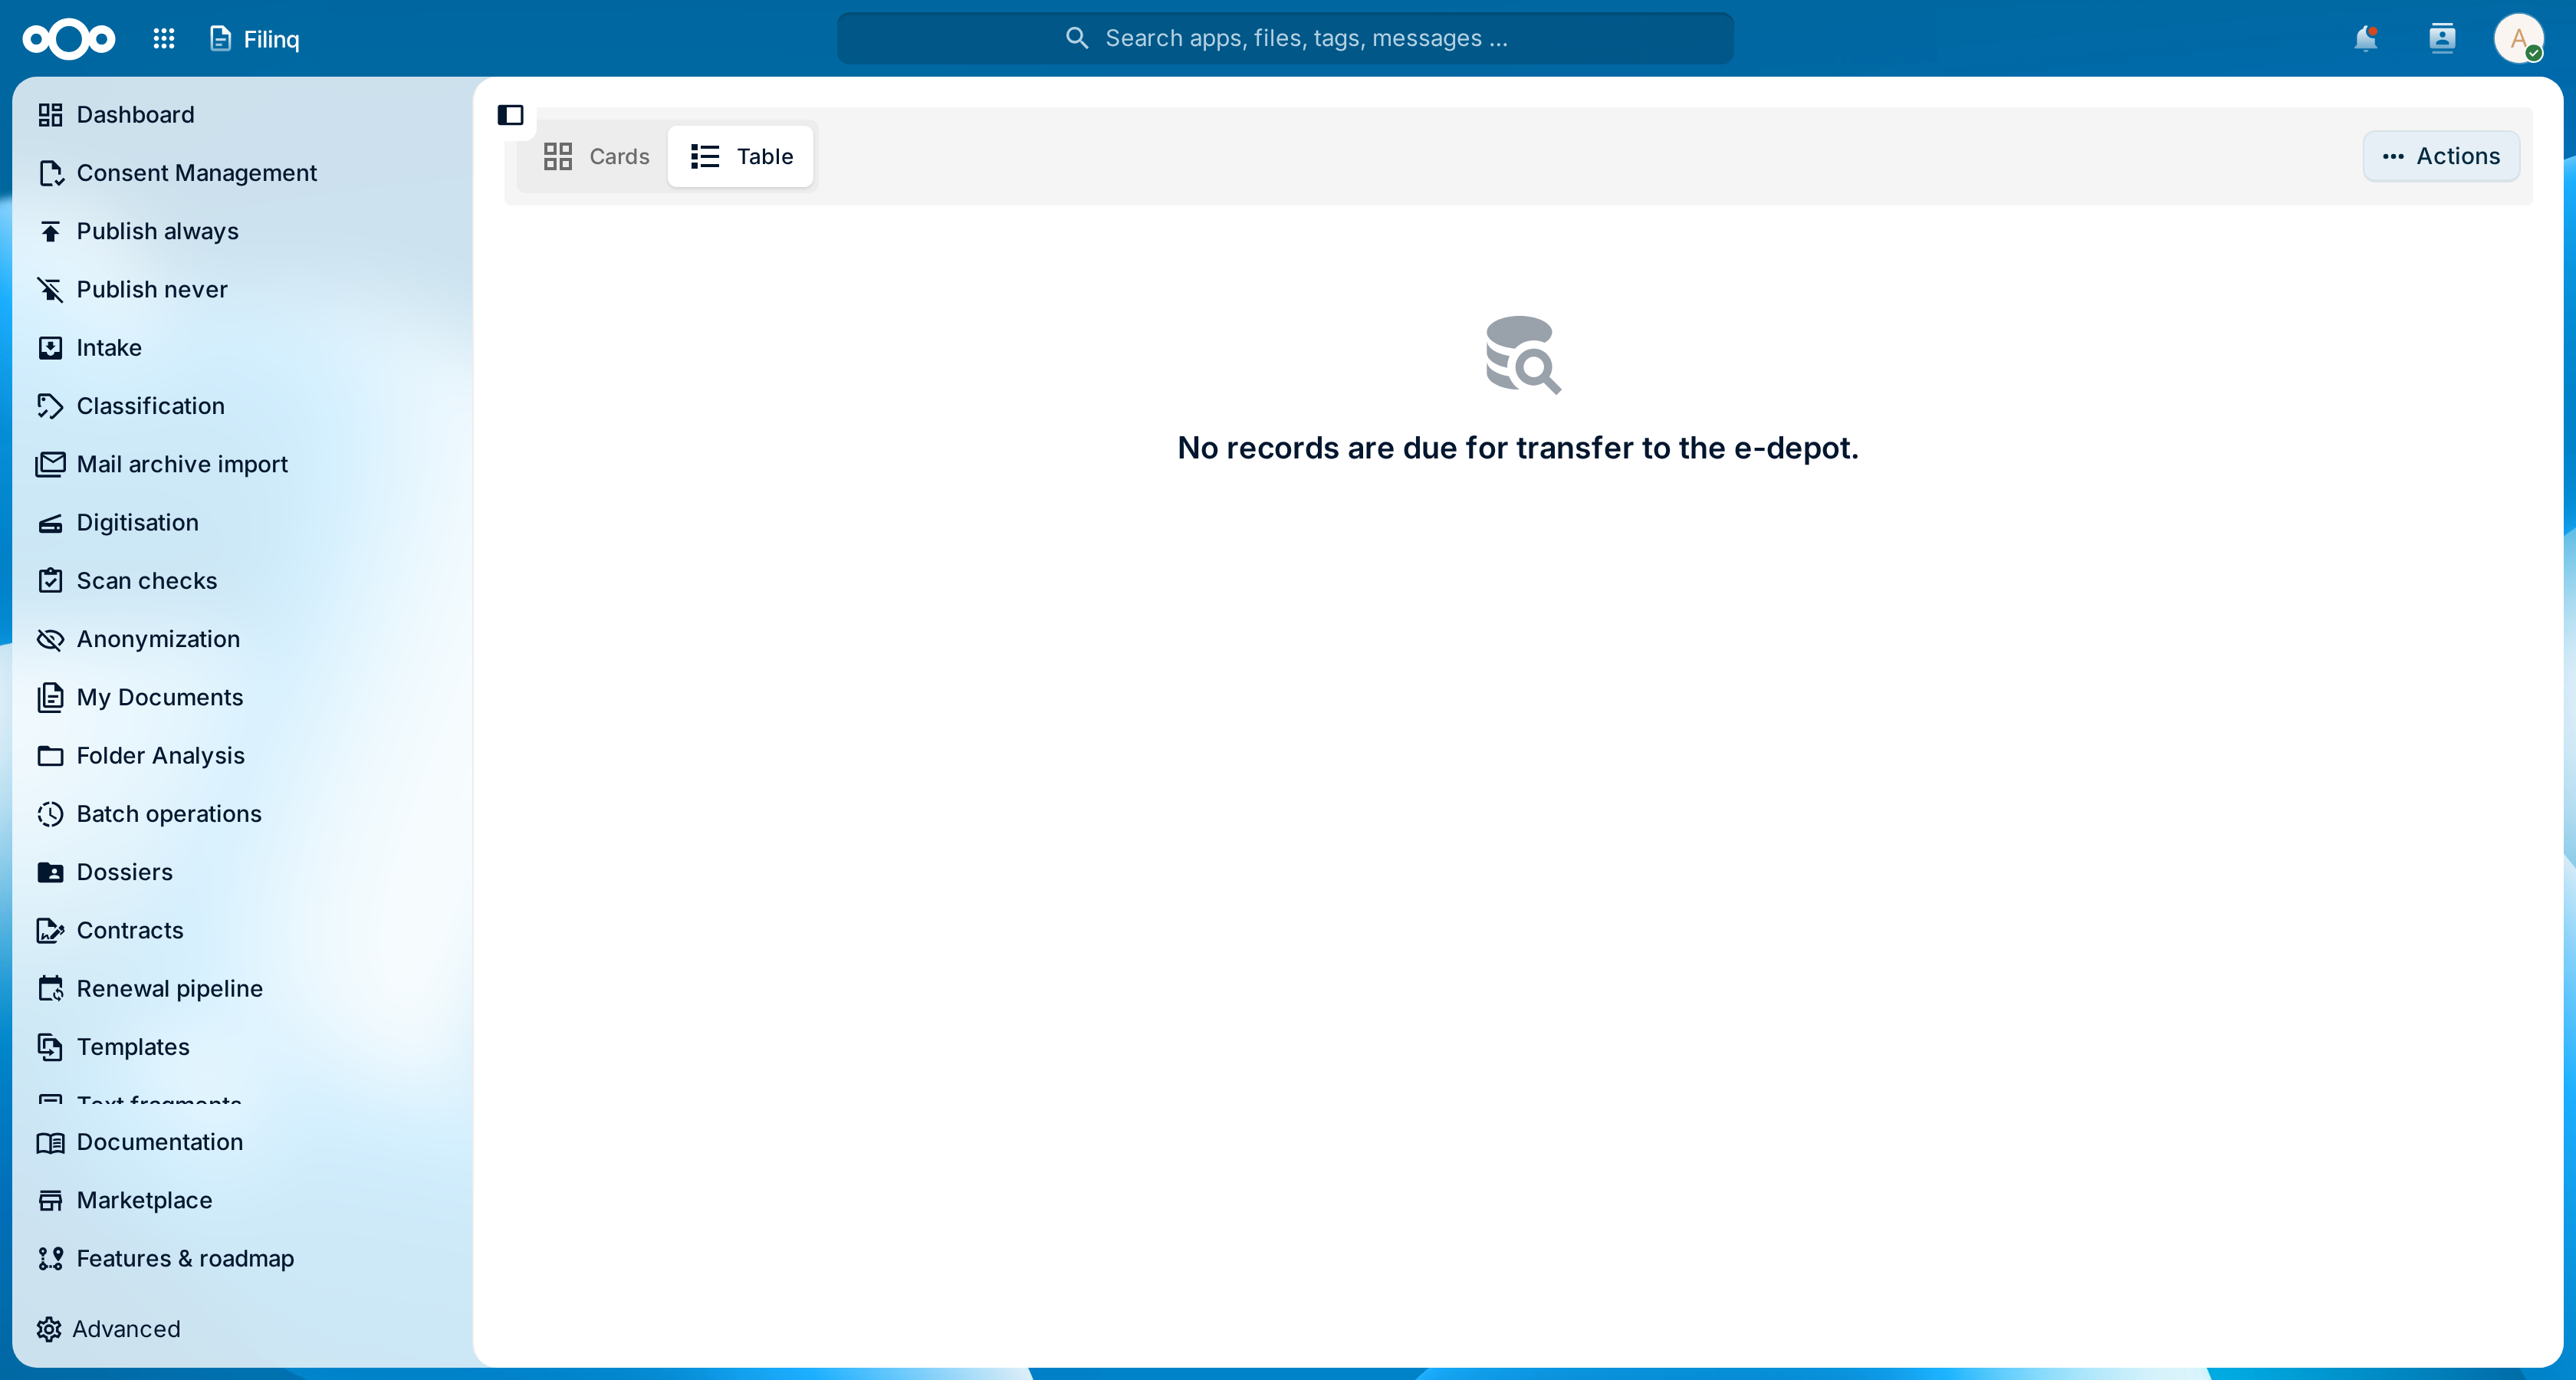 Filinq
Search apps, files, tags, messages ...
A
Dashboard
Consent Management
Publish always
Publish never
Intake
Classification
Mail archive import
Digitisation
Scan checks
Anonymization
My Documents
Folder Analysis
Batch operations
Dossiers
Contracts
Renewal pipeline
Templates
Text fragments
Documentation
Marketplace
Features & roadmap
Advanced
Cards
Table
Actions
No records are due for transfer to the e-depot.